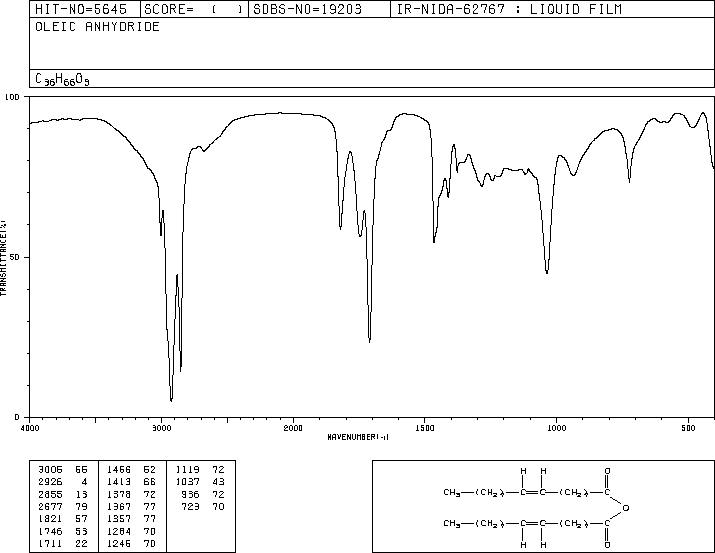 HIT-NO=5645 SCORE= ( ) SDBS-NO=19203 IR-NIDA-62767 : LIQUID FILM
OLEIC ANHYDRIDE
C36H66O3
100
50
0
TRANSMITTANCE(%)
4000 3000 2000 1500 1000 500
WAVENUMBER(-1)
3006 55 1466 52 1119 72
2926 4 1413 66 1037 43
2855 13 1378 72 936 72
2677 79 1367 77 723 70
1821 57 1357 77
1746 53 1284 70
1711 22 1246 70
H H O
CH3—(CH2)7—C=C—(CH2)7—C
O
CH3—(CH2)7—C=C—(CH2)7—C
H H O